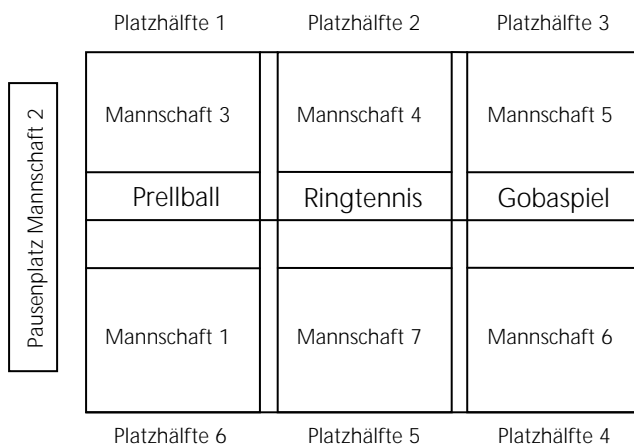 Platzhälfte 1 Platzhälfte 2 Platzhälfte 3
Pausenplatz Mannschaft 2
Mannschaft 3 Mannschaft 4 Mannschaft 5
Prellball Ringtennis Gobaspiel
Mannschaft 1 Mannschaft 7 Mannschaft 6
Platzhälfte 6 Platzhälfte 5 Platzhälfte 4